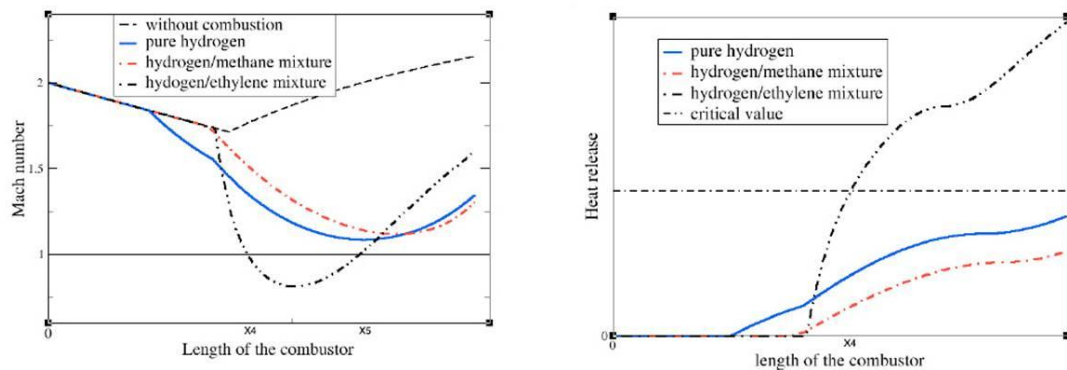 without combustion
pure hydrogen
hydrogen/methane mixture
hydogen/ethylene mixture
2
1.5
1
0
X4
X5
Mach number
Length of the combustor
pure hydrogen
hydrogen/methane mixture
hydrogen/ethylene mixture
critical value
Heat release
0
0
X4
length of the combustor